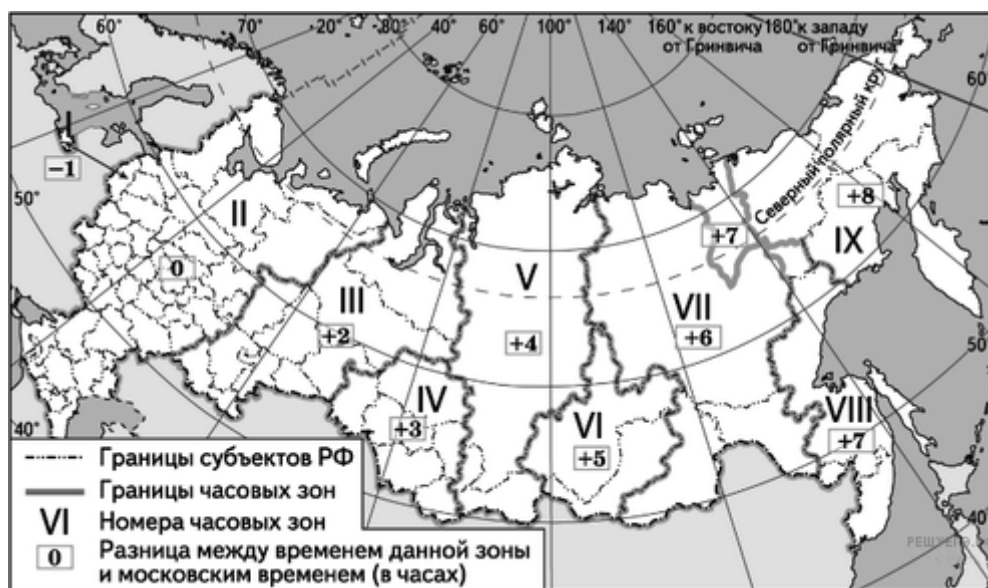 60° 70° 80° 20° 40° 60° 80° 100° 120° 140° 160° к востоку 180° к западу
от Гринвича от Гринвича
60°
I
−1
50°
II
0
III
+2
IV
+3
V
+4
VI
+5
VII
+6
+7
Северный полярный круг
+8
IX
50°
VIII
+7
40°
40°
Границы субъектов РФ
Границы часовых зон
VI Номера часовых зон
0 Разница между временем данной зоны
и московским временем (в часах)